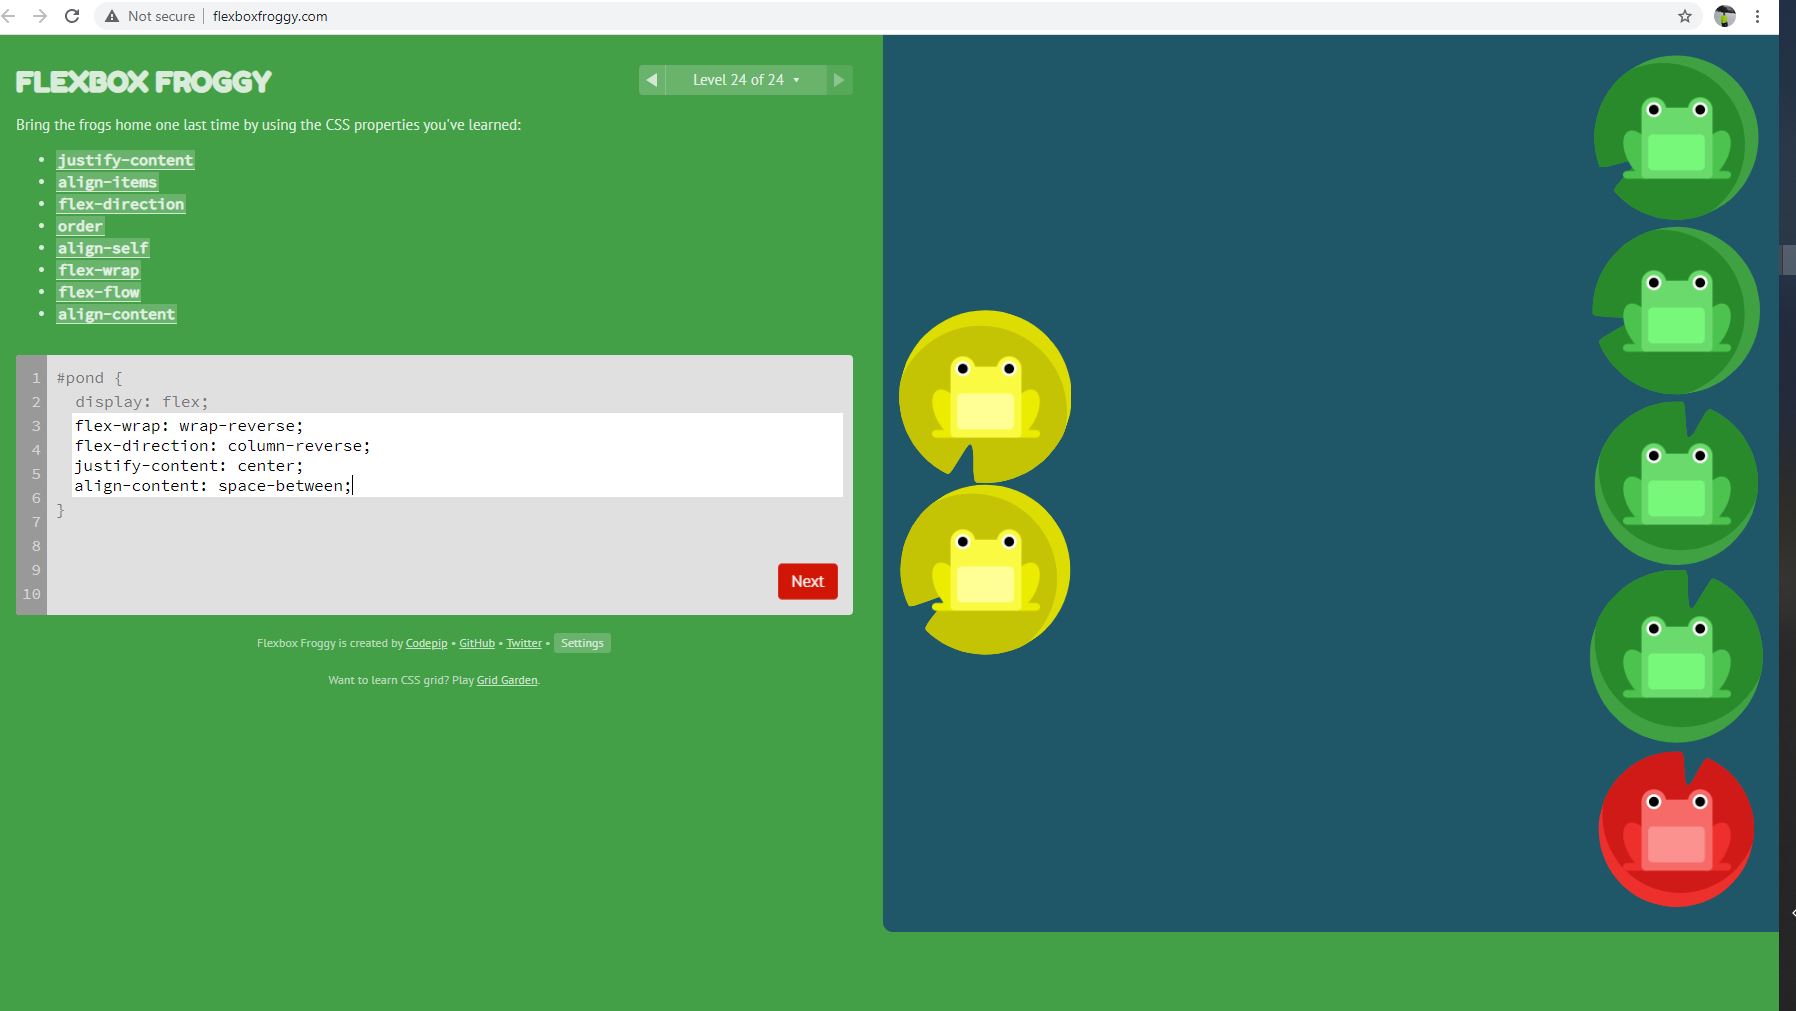 Not secure | flexboxfroggy.com
FLEXBOX FROGGY
◀ Level 24 of 24 ▾ ▶
Bring the frogs home one last time by using the CSS properties you've learned:
• justify-content
• align-items
• flex-direction
• order
• align-self
• flex-wrap
• flex-flow
• align-content
1 #pond {
2 display: flex;
3 flex-wrap: wrap-reverse;
4 flex-direction: column-reverse;
5 justify-content: center;
6 align-content: space-between;
7 }
8
9
10
Next
Flexbox Froggy is created by Codepip • GitHub • Twitter • Settings
Want to learn CSS grid? Play Grid Garden.